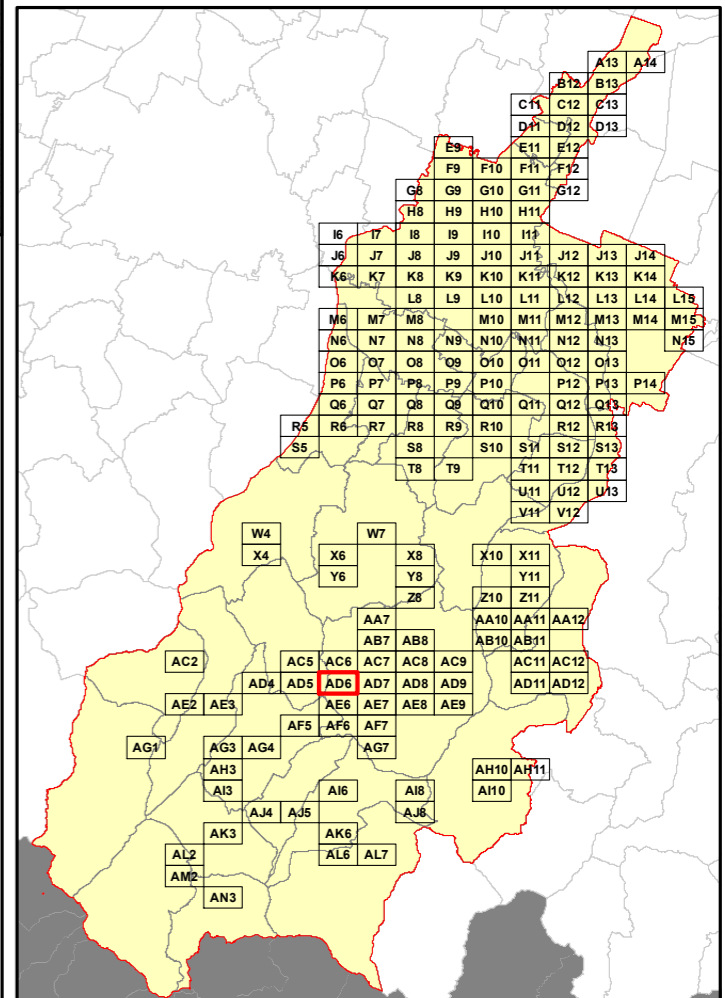 A13 A14
B12 B13
C11 C12 C13
D11 D12 D13
E9 E11 E12
F9 F10 F11 F12
G8 G9 G10 G11 G12
H8 H9 H10 H11
I6 I7 I8 I9 I10 I11
J6 J7 J8 J9 J10 J11 J12 J13 J14
K6 K7 K8 K9 K10 K11 K12 K13 K14
L8 L9 L10 L11 L12 L13 L14 L15
M6 M7 M8 M10 M11 M12 M13 M14 M15
N6 N7 N8 N9 N10 N11 N12 N13 N15
O6 O7 O8 O9 O10 O11 O12 O13
P6 P7 P8 P9 P10 P12 P13 P14
Q6 Q7 Q8 Q9 Q10 Q11 Q12 Q13
R5 R6 R7 R8 R9 R10 R12 R13
S5 S8 S10 S11 S12 S13
T8 T9 T11 T12 T13
U11 U12 U13
V11 V12
W4 W7
X4 X6 X8 X10 X11
Y6 Y8 Y11
Z8 Z10 Z11
AA7 AA10 AA11 AA12
AB7 AB8 AB10 AB11
AC2 AC5 AC6 AC7 AC8 AC9 AC11 AC12
AD4 AD5 AD6 AD7 AD8 AD9 AD11 AD12
AE2 AE3 AE6 AE7 AE8 AE9
AF5 AF6 AF7
AG1 AG3 AG4 AG7
AH3 AH10 AH11
AI3 AI6 AI8 AI10
AJ4 AJ5 AJ8
AK3 AK6
AL2 AL6 AL7
AM2
AN3